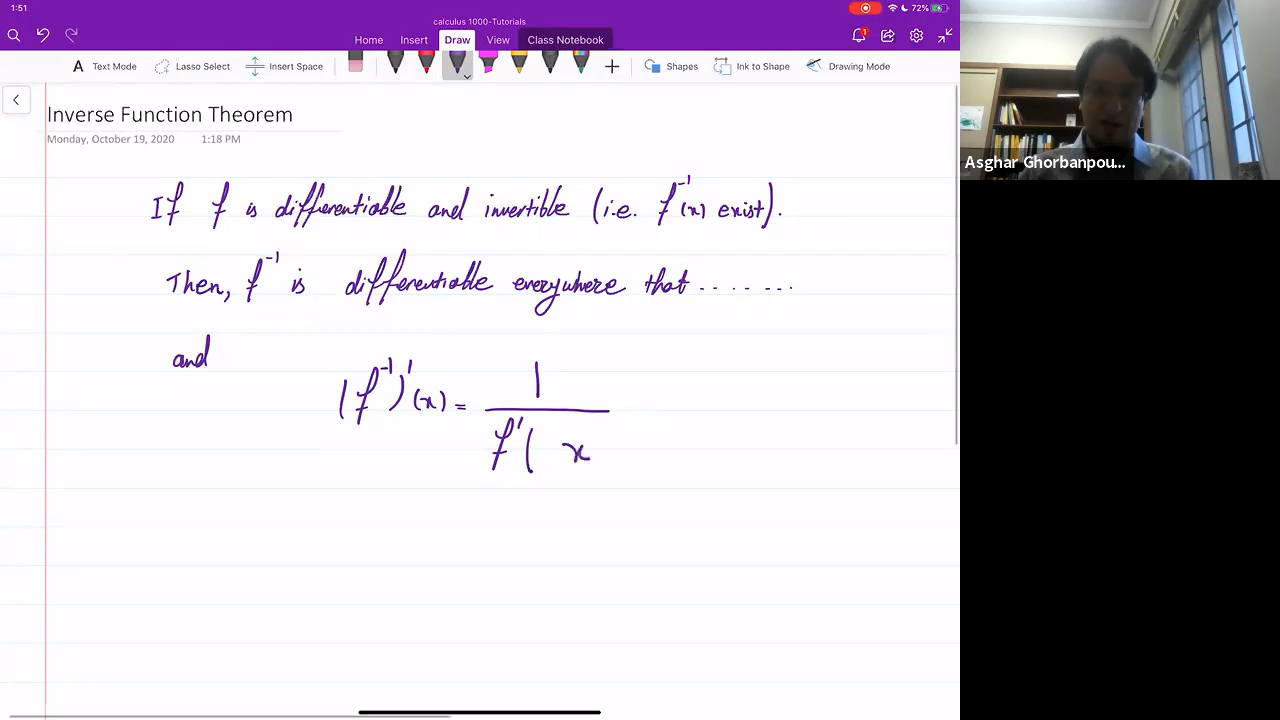 1:51
72%
calculus 1000-Tutorials
Home Insert Draw View Class Notebook
1
A Text Mode Lasso Select Insert Space Shapes Ink to Shape Drawing Mode
Inverse Function Theorem
Monday, October 19, 2020 1:18 PM
If f is differentiable and invertible (i.e. f⁻¹(x) exist).
Then, f⁻¹ is differentiable everywhere that ........
and
(f⁻¹)'(x) = 1
f'( x
Asghar Ghorbanpou...